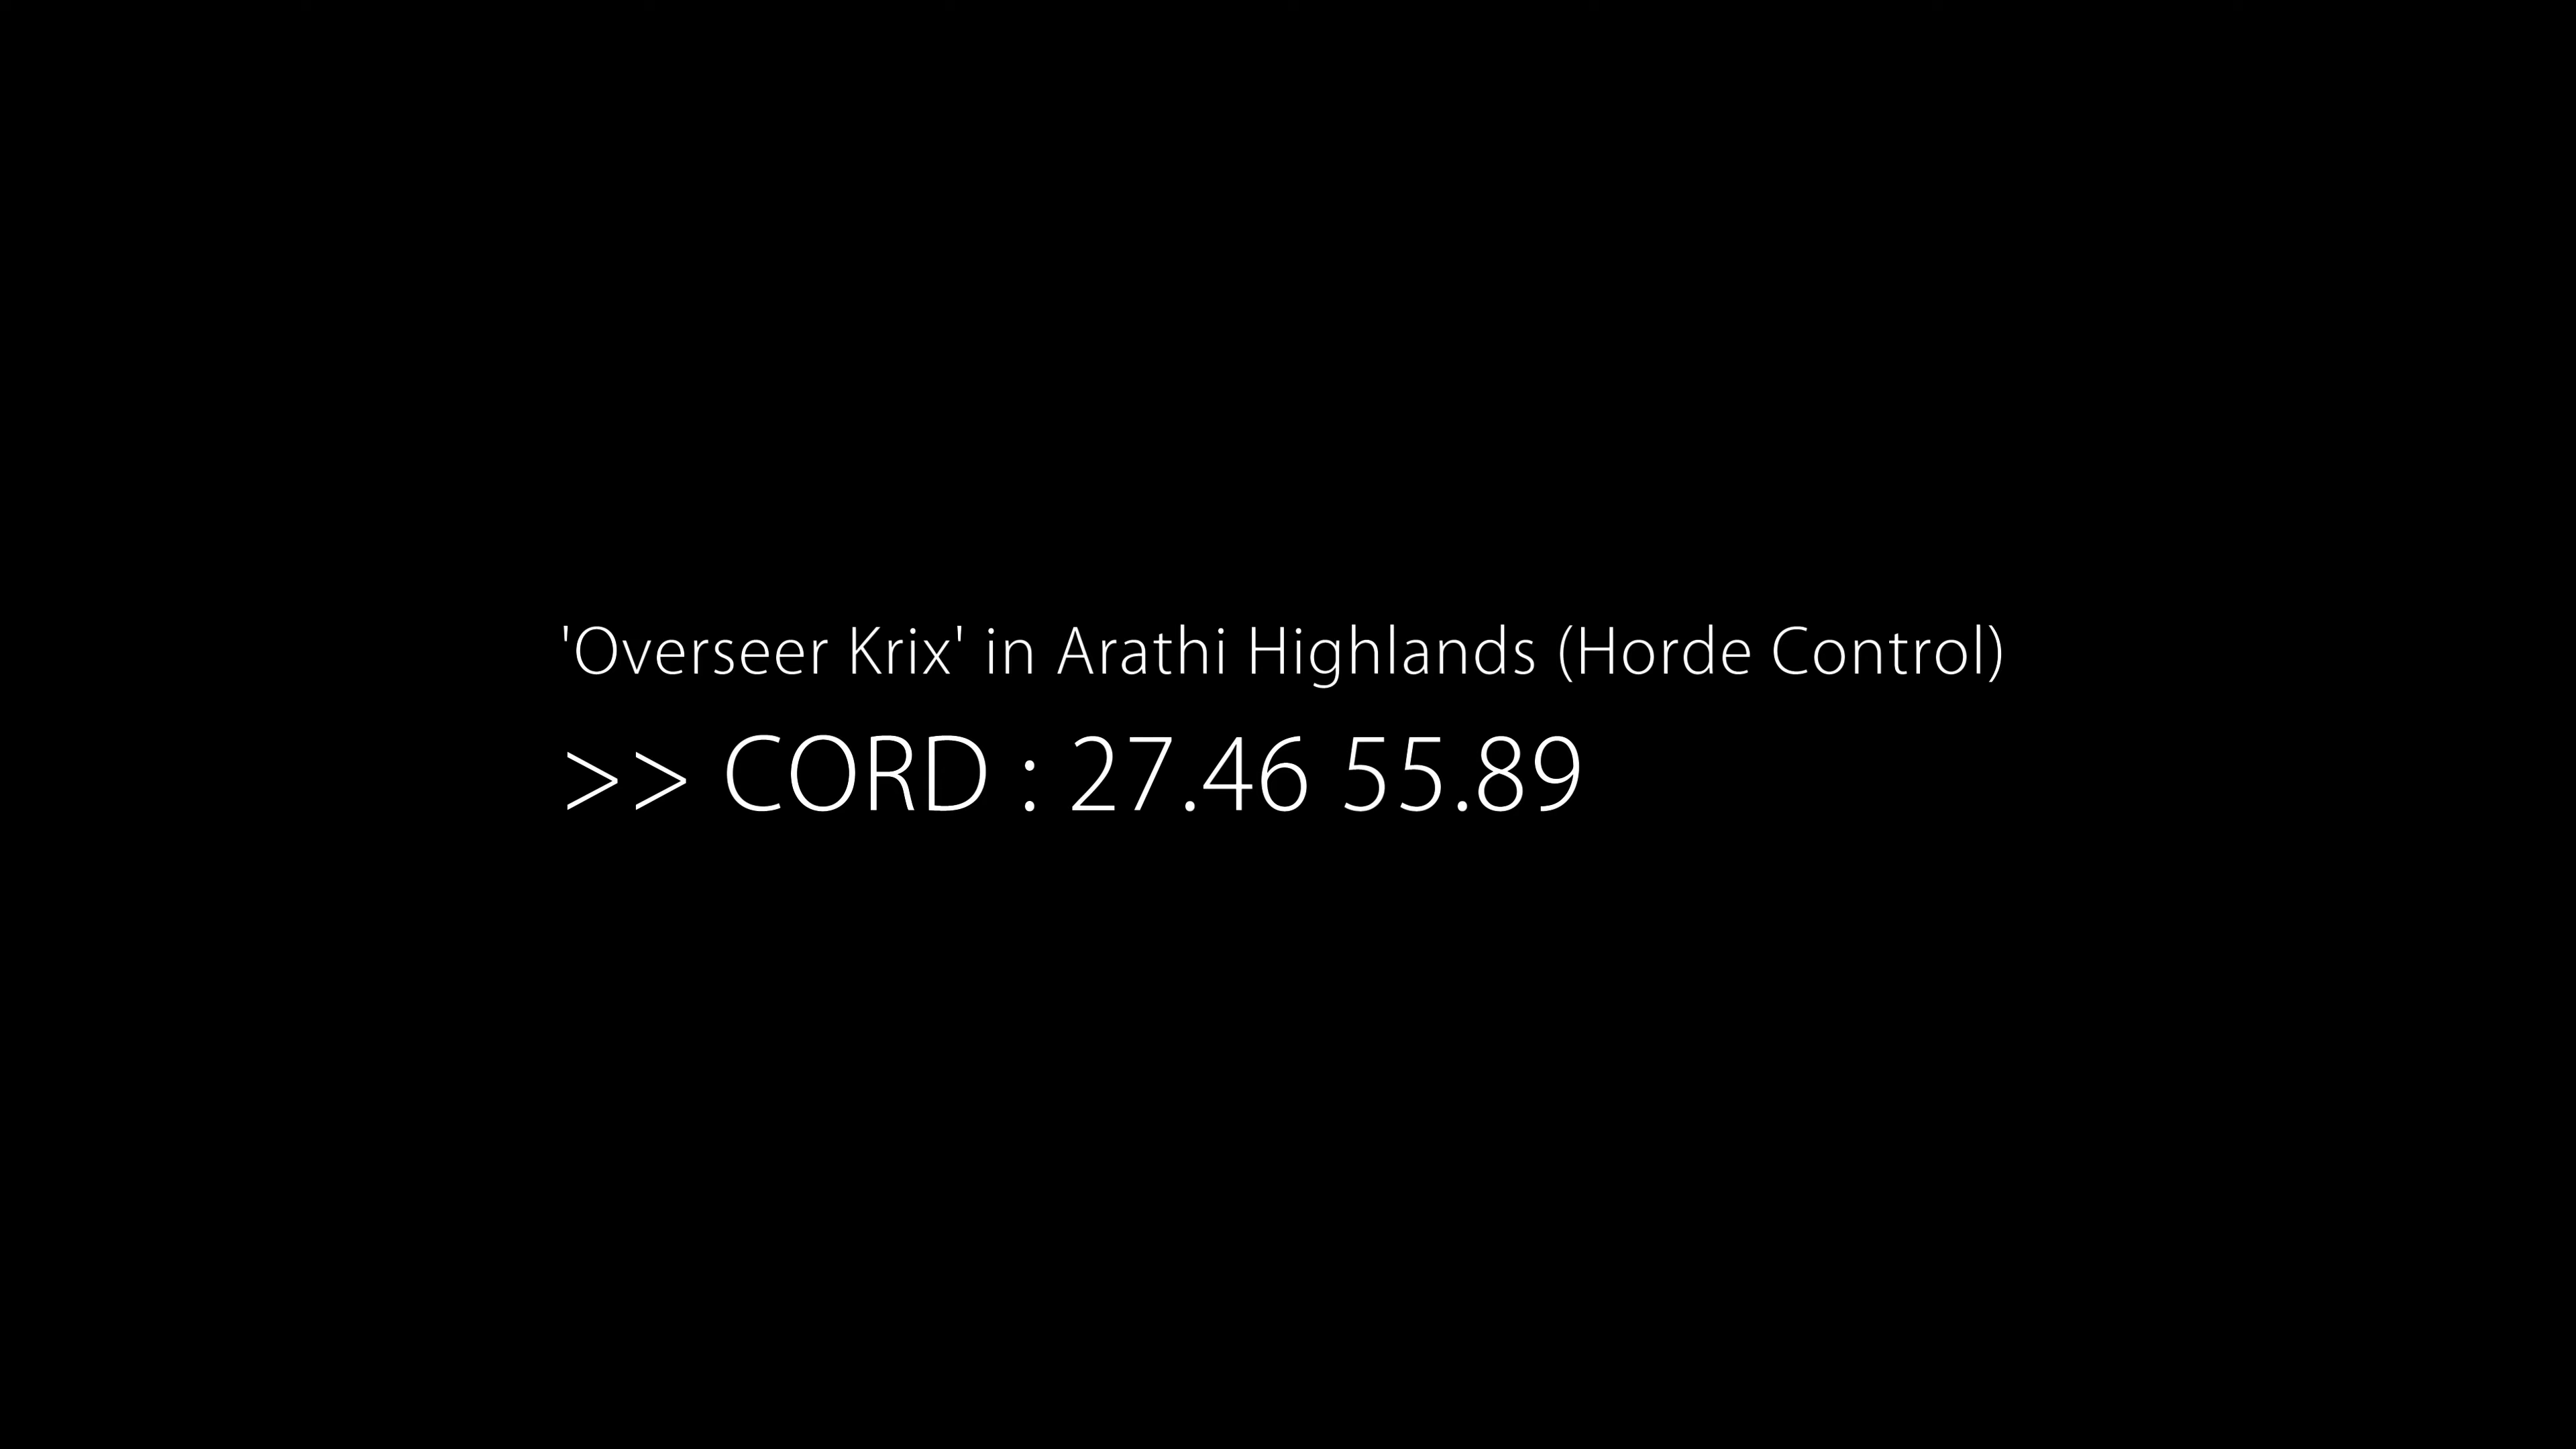 'Overseer Krix' in Arathi Highlands (Horde Control)
>> CORD : 27.46 55.89